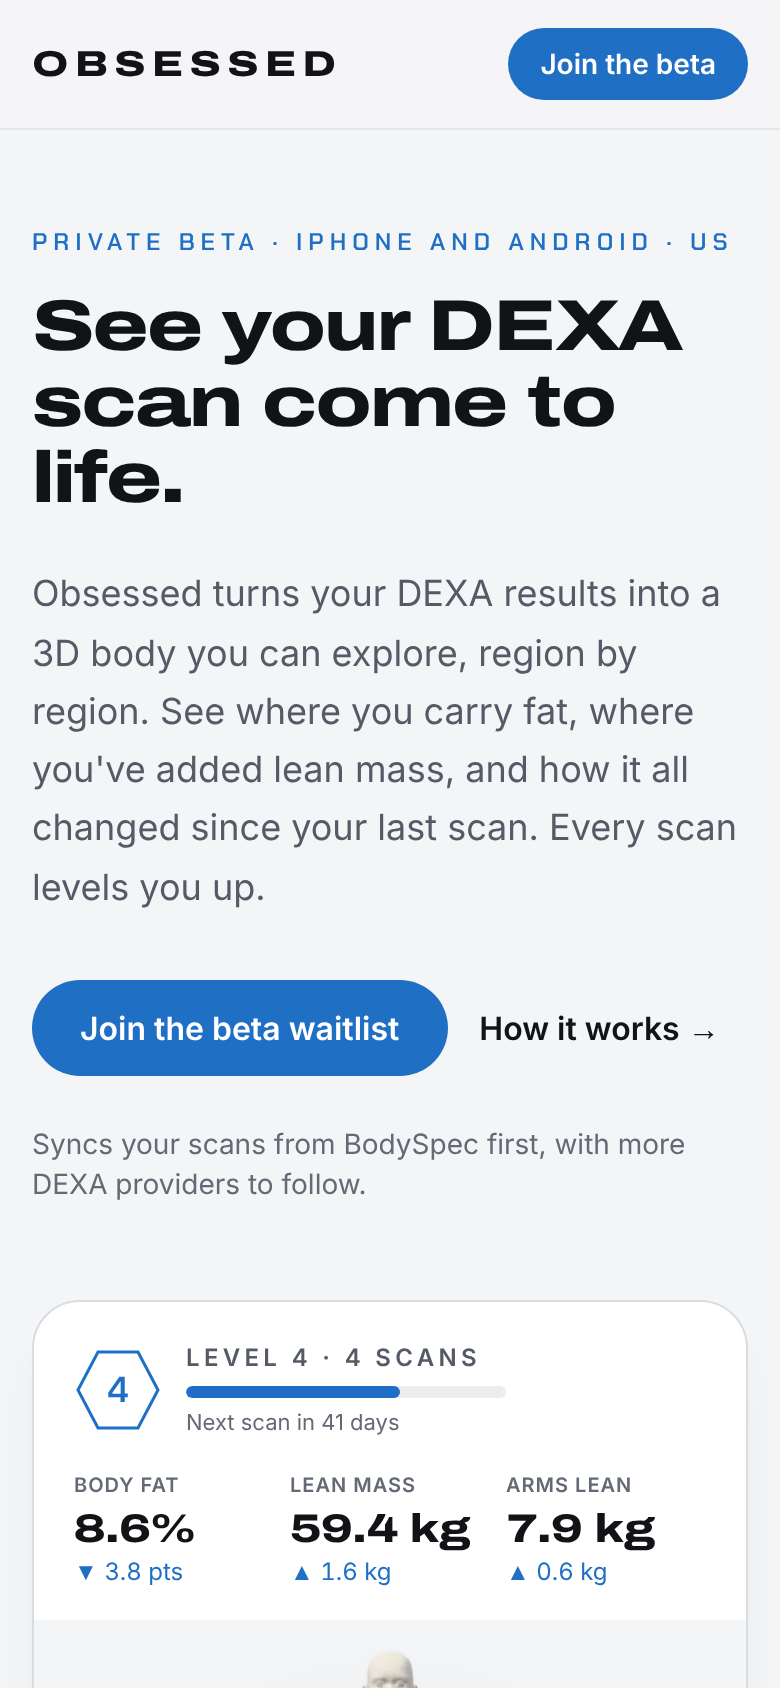 OBSESSED
Join the beta
PRIVATE BETA · IPHONE AND ANDROID · US
See your DEXA
scan come to
life.
Obsessed turns your DEXA results into a
3D body you can explore, region by
region. See where you carry fat, where
you've added lean mass, and how it all
changed since your last scan. Every scan
levels you up.
Join the beta waitlist
How it works →
Syncs your scans from BodySpec first, with more
DEXA providers to follow.
4
LEVEL 4 · 4 SCANS
Next scan in 41 days
BODY FAT
8.6%
▼ 3.8 pts
LEAN MASS
59.4 kg
▲ 1.6 kg
ARMS LEAN
7.9 kg
▲ 0.6 kg